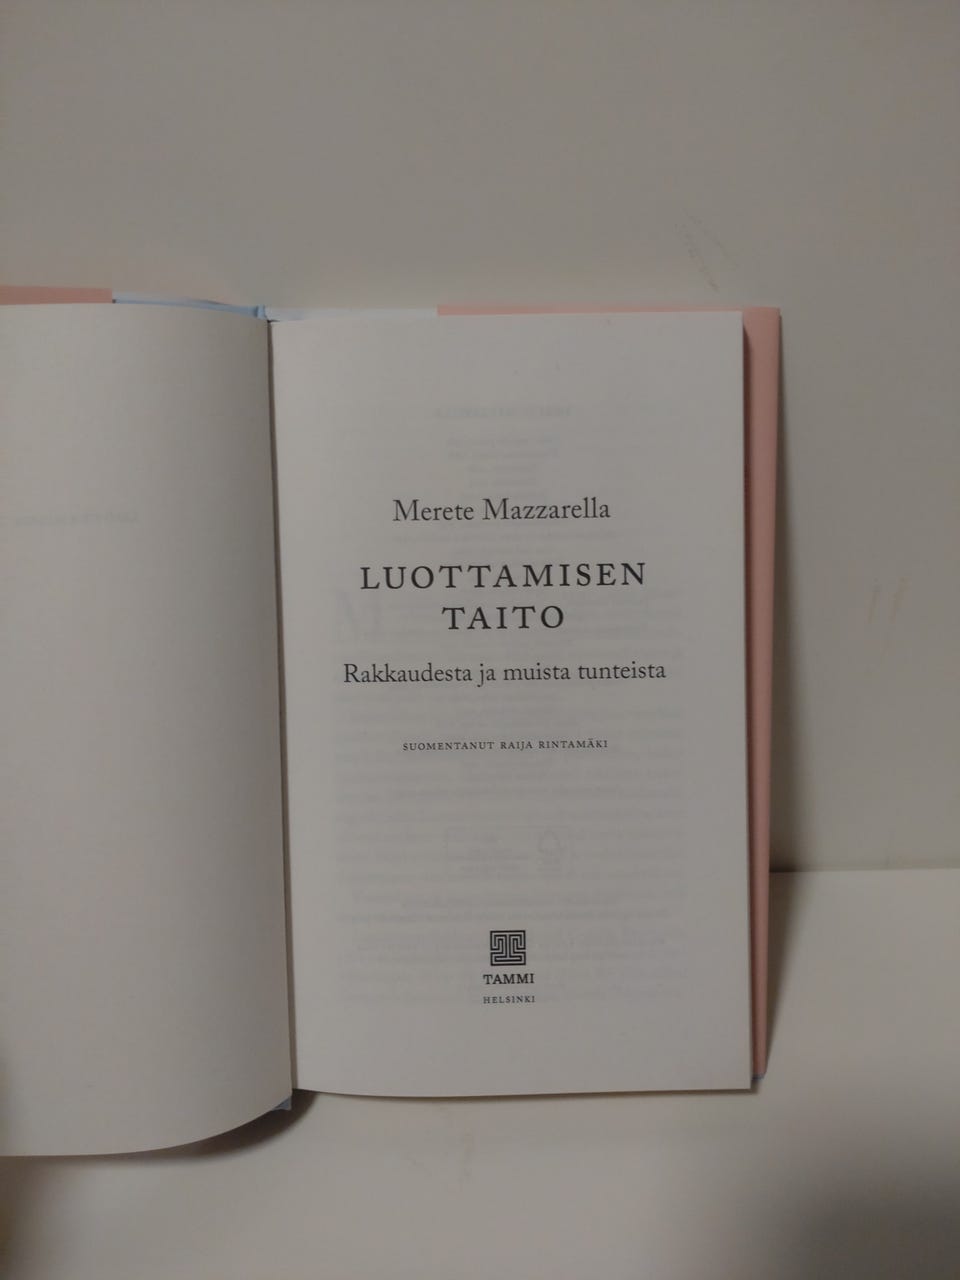 Merete Mazzarella
LUOTTAMISEN
TAITO
Rakkaudesta ja muista tunteista
SUOMENTANUT RAIJA RINTAMÄKI
TAMMI
HELSINKI